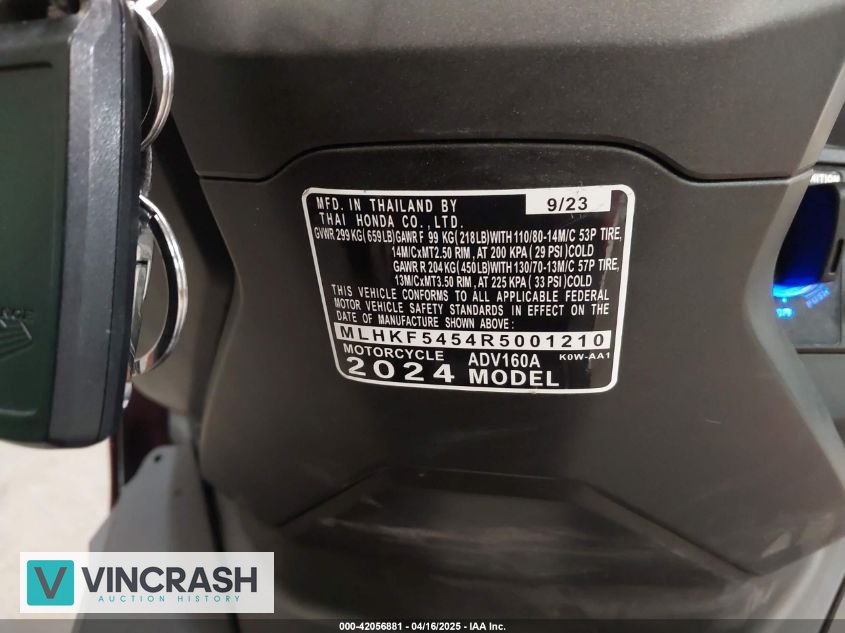 MFD. IN THAILAND BY 9/23
THAI HONDA CO., LTD.
GVWR 299 KG( 659 LB)GAWR F 99 KG( 218LB)WITH 110/80-14M/C 53P TIRE,
14M/CxMT2.50 RIM, AT 200 KPA ( 29 PSI)COLD
GAWR R 204 KG( 450 LB)WITH 130/70-13M/C 57P TIRE,
13M/CxMT3.50 RIM, AT 225 KPA ( 33 PSI)COLD
THIS VEHICLE CONFORMS TO ALL APPLICABLE FEDERAL
MOTOR VEHICLE SAFETY STANDARDS IN EFFECT ON THE
DATE OF MANUFACTURE SHOWN ABOVE:
MLHKF5454R5001210
MOTORCYCLE ADV160A K0W-AA1
2024 MODEL
PUSH
V VINCRASH
AUCTION HISTORY
000-42056881 - 04/16/2025 - IAA Inc.